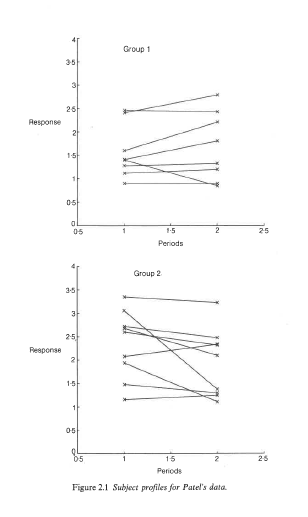 Group 1
4
3·5
3
2·5
Response
2
1·5
1
0·5
0
0·5 1 1·5 2 2·5
Periods
Group 2
4
3·5
3
2·5
Response
2
1·5
1
0·5
0
0·5 1 1·5 2 2·5
Periods
Figure 2.1 Subject profiles for Patel's data.